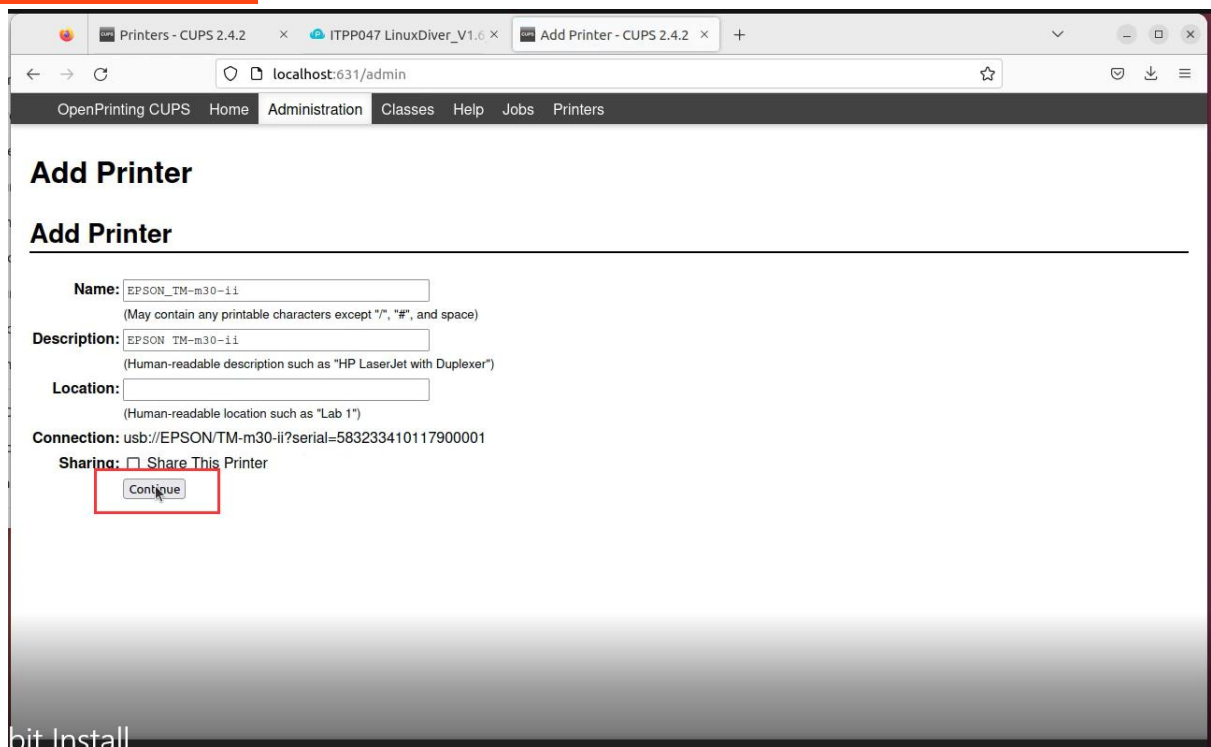 Printers - CUPS 2.4.2
ITPP047 LinuxDiver_V1.6
Add Printer - CUPS 2.4.2
localhost:631/admin
OpenPrinting CUPS Home Administration Classes Help Jobs Printers
Add Printer
Add Printer
Name: EPSON_TM-m30-ii
(May contain any printable characters except "/", "#", and space)
Description: EPSON TM-m30-ii
(Human-readable description such as "HP LaserJet with Duplexer")
Location:
(Human-readable location such as "Lab 1")
Connection: usb://EPSON/TM-m30-ii?serial=583233410117900001
Sharing: Share This Printer
Continue
bit Install